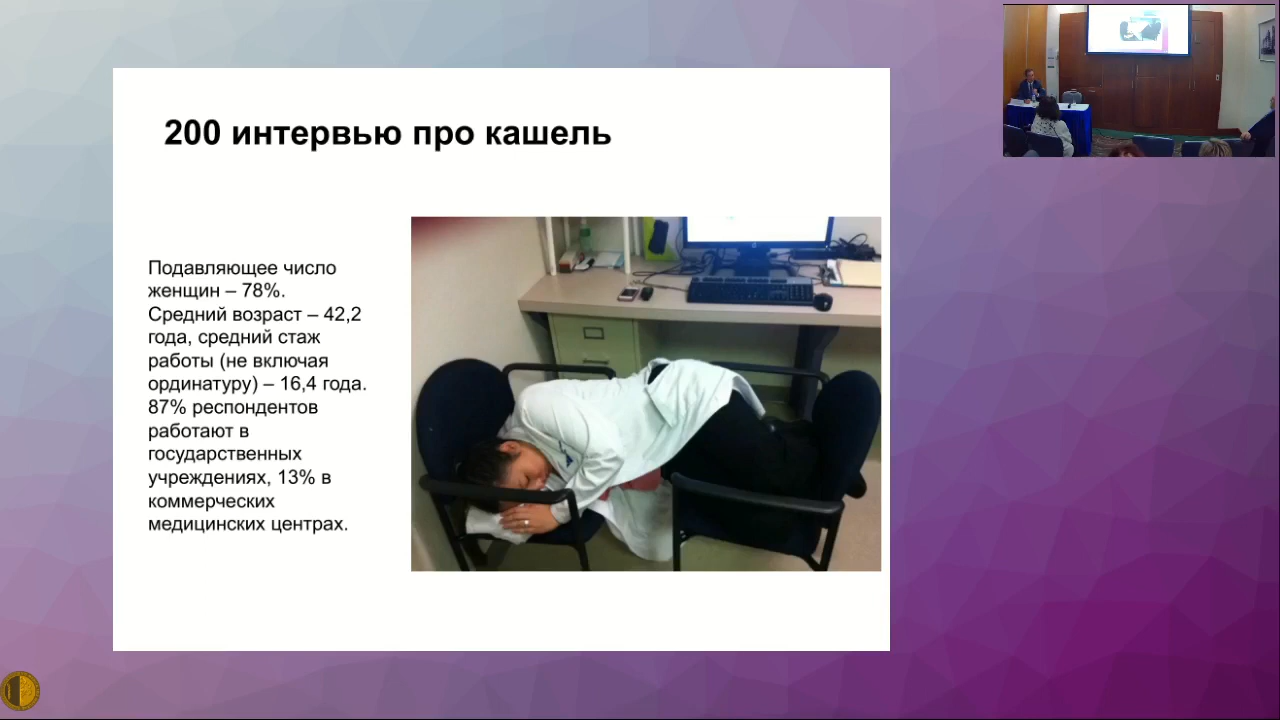 200 интервью про кашель
Подавляющее число
женщин – 78%.
Средний возраст – 42,2
года, средний стаж
работы (не включая
ординатуру) – 16,4 года.
87% респондентов
работают в
государственных
учреждениях, 13% в
коммерческих
медицинских центрах.